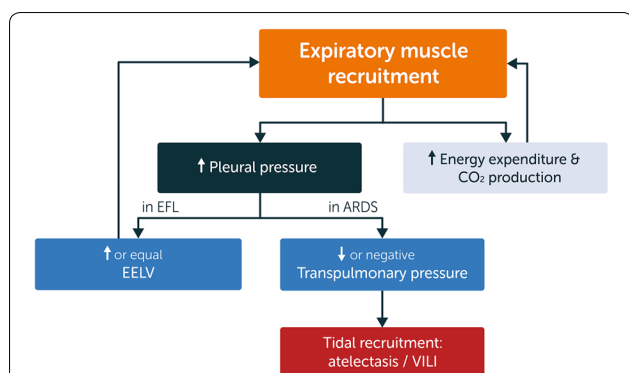 Expiratory muscle
recruitment
↑ Pleural pressure
↑ Energy expenditure &
CO₂ production
in EFL
in ARDS
↑ or equal
EELV
↓ or negative
Transpulmonary pressure
Tidal recruitment:
atelectasis / VILI